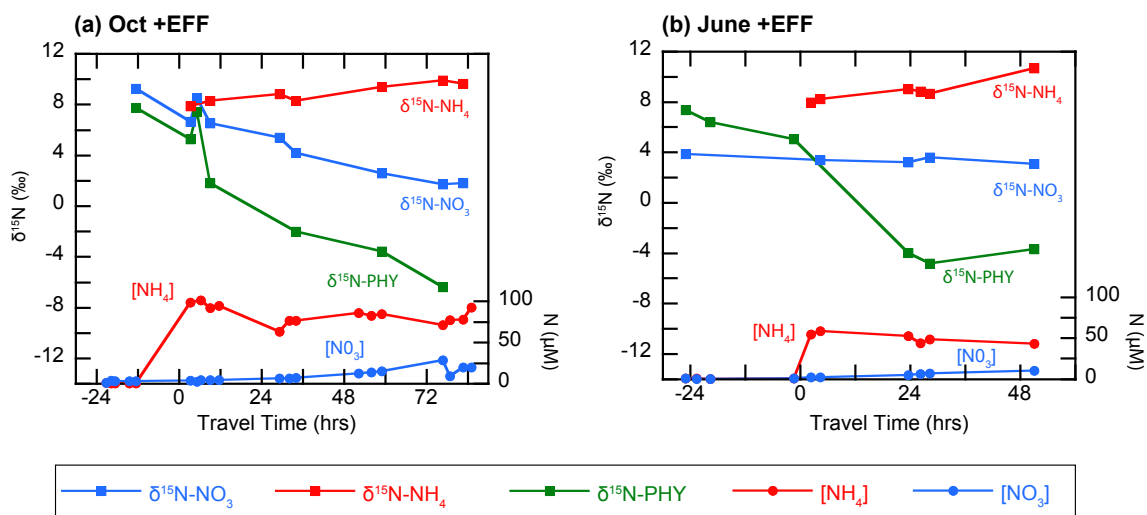 (a) Oct +EFF
12
8
4
0
-4
-8
-12
δ¹⁵N (‰)
δ¹⁵N-NH₄
δ¹⁵N-NO₃
δ¹⁵N-PHY
[NH₄]
[N0₃]
100
50
0
N (µM)
-24 0 24 48 72
Travel Time (hrs)
(b) June +EFF
12
8
4
0
-4
-8
-12
δ¹⁵N (‰)
δ¹⁵N-NH₄
δ¹⁵N-NO₃
δ¹⁵N-PHY
[NH₄]
[N0₃]
100
50
0
N (µM)
-24 0 24 48
Travel Time (hrs)
δ¹⁵N-NO₃ δ¹⁵N-NH₄ δ¹⁵N-PHY [NH₄] [NO₃]